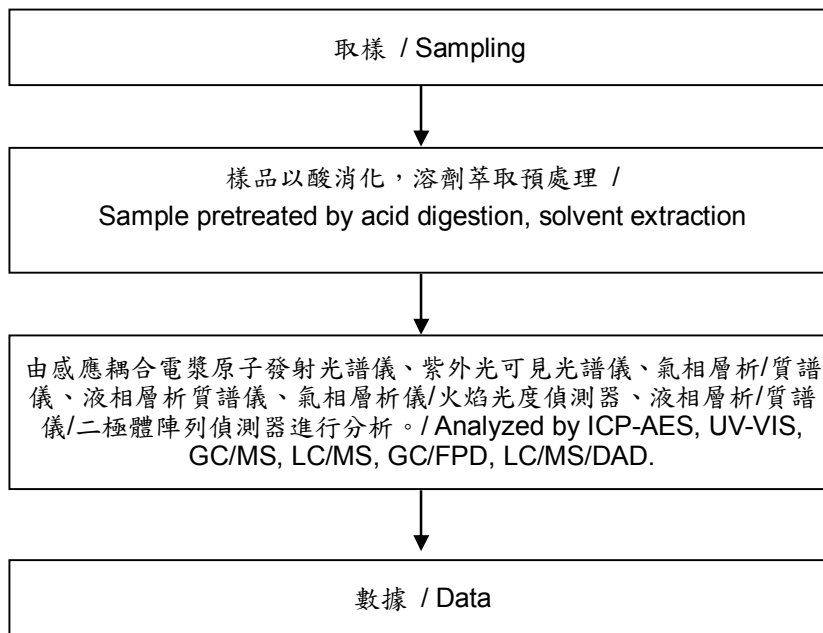 取樣 / Sampling
樣品以酸消化，溶劑萃取預處理 /
Sample pretreated by acid digestion, solvent extraction
由感應耦合電漿原子發射光譜儀、紫外光可見光譜儀、氣相層析/質譜
儀、液相層析質譜儀、氣相層析儀/火焰光度偵測器、液相層析/質譜
儀/二極體陣列偵測器進行分析。/ Analyzed by ICP-AES, UV-VIS,
GC/MS, LC/MS, GC/FPD, LC/MS/DAD.
數據 / Data